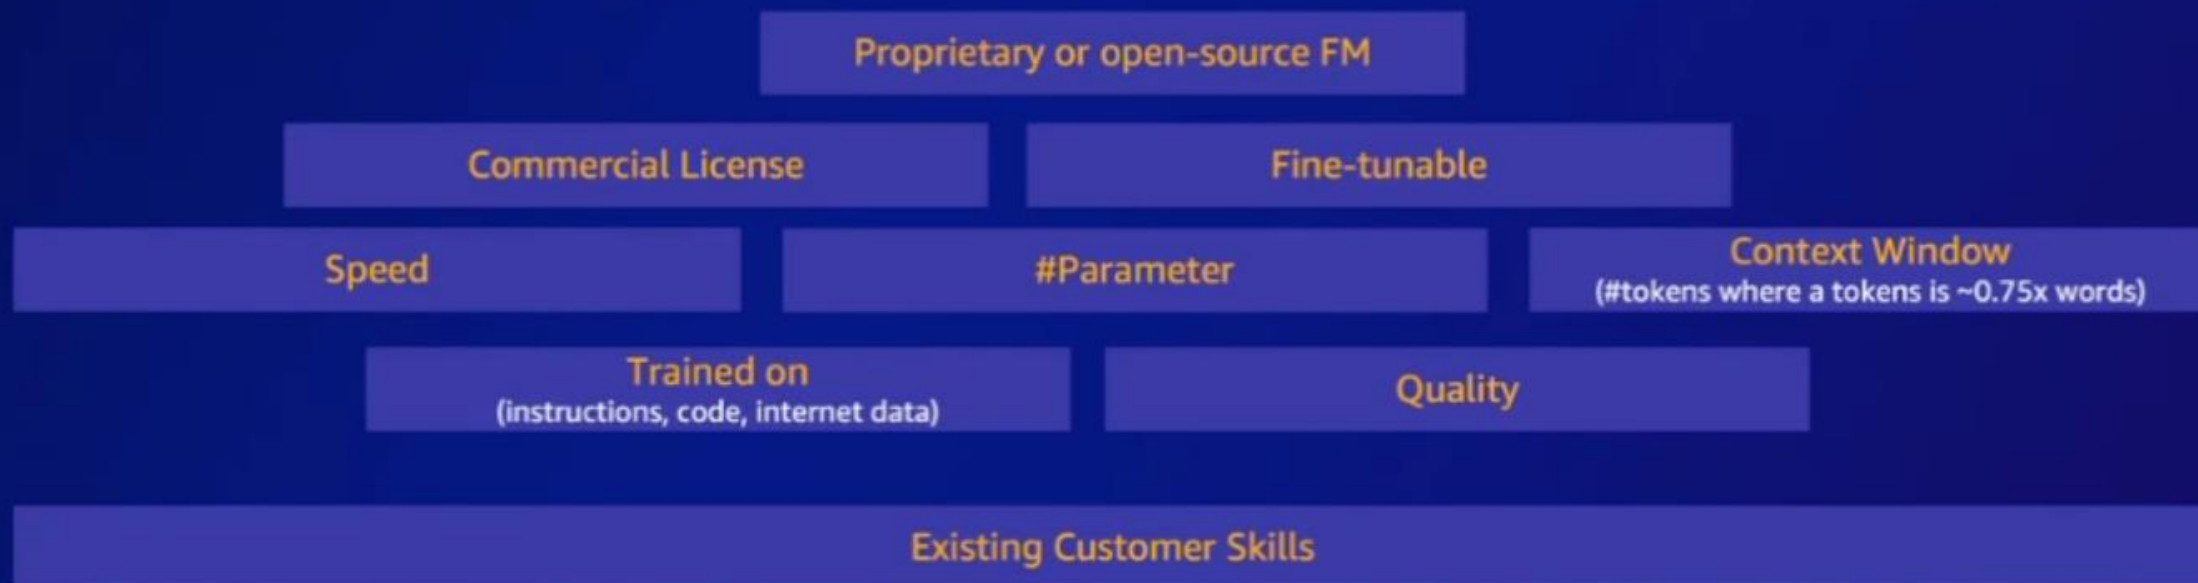 Proprietary or open-source FM
Commercial License
Fine-tunable
Speed
#Parameter
Context Window
(#tokens where a tokens is ~0.75x words)
Trained on
(instructions, code, internet data)
Quality
Existing Customer Skills